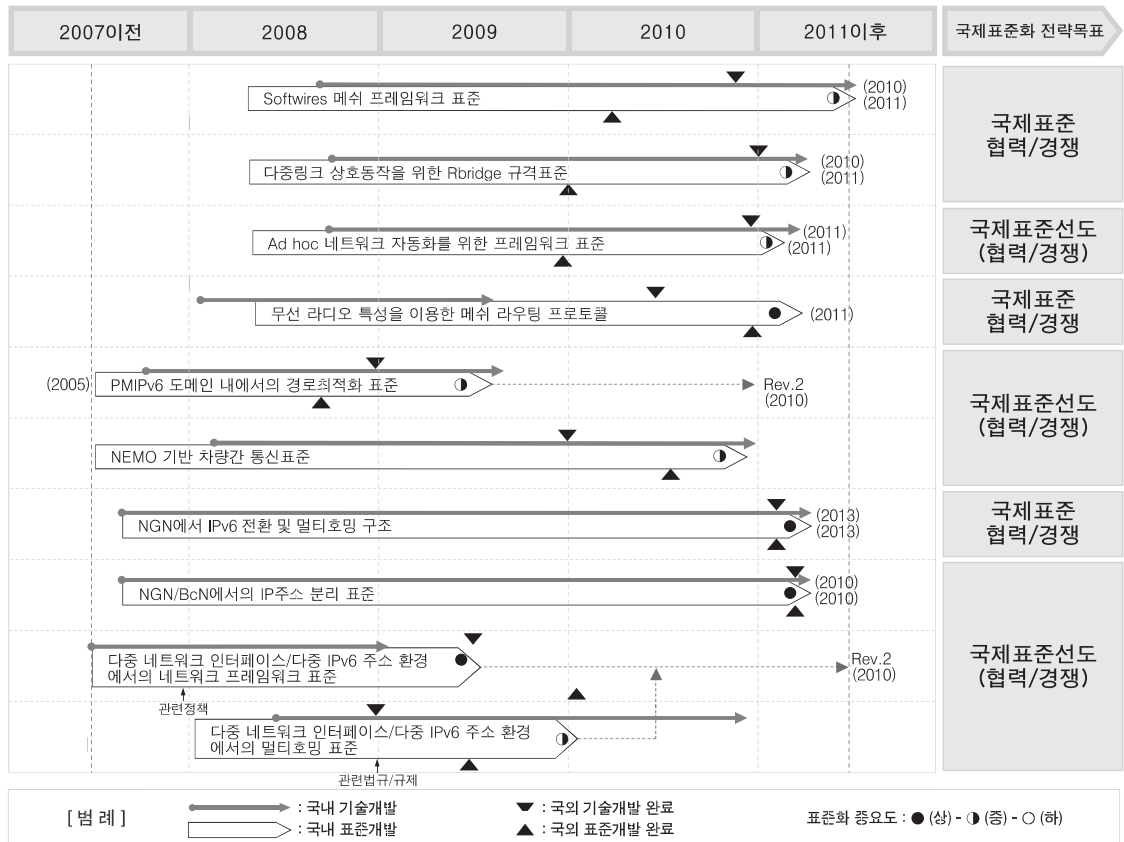 2007이전
2008
2009
2010
2011이후
국제표준화 전략목표
Softwires 메쉬 프레임워크 표준
(2010)
(2011)
다중링크 상호동작을 위한 Rbridge 규격표준
(2010)
(2011)
국제표준
협력/경쟁
Ad hoc 네트워크 자동화를 위한 프레임워크 표준
(2011)
(2011)
국제표준선도
(협력/경쟁)
무선 라디오 특성을 이용한 메쉬 라우팅 프로토콜
(2011)
국제표준
협력/경쟁
(2005)
PMIPv6 도메인 내에서의 경로최적화 표준
Rev.2
(2010)
NEMO 기반 차량간 통신표준
국제표준선도
(협력/경쟁)
NGN에서 IPv6 전환 및 멀티호밍 구조
(2013)
(2013)
국제표준
협력/경쟁
NGN/BcN에서의 IP주소 분리 표준
(2010)
(2010)
다중 네트워크 인터페이스/다중 IPv6 주소 환경
에서의 네트워크 프레임워크 표준
Rev.2
(2010)
관련정책
다중 네트워크 인터페이스/다중 IPv6 주소 환경
에서의 멀티호밍 표준
관련법규/규제
국제표준선도
(협력/경쟁)
[범 례]
: 국내 기술개발
: 국내 표준개발
: 국외 기술개발 완료
: 국외 표준개발 완료
표준화 중요도 : ● (상) - ◑ (중) - ○ (하)